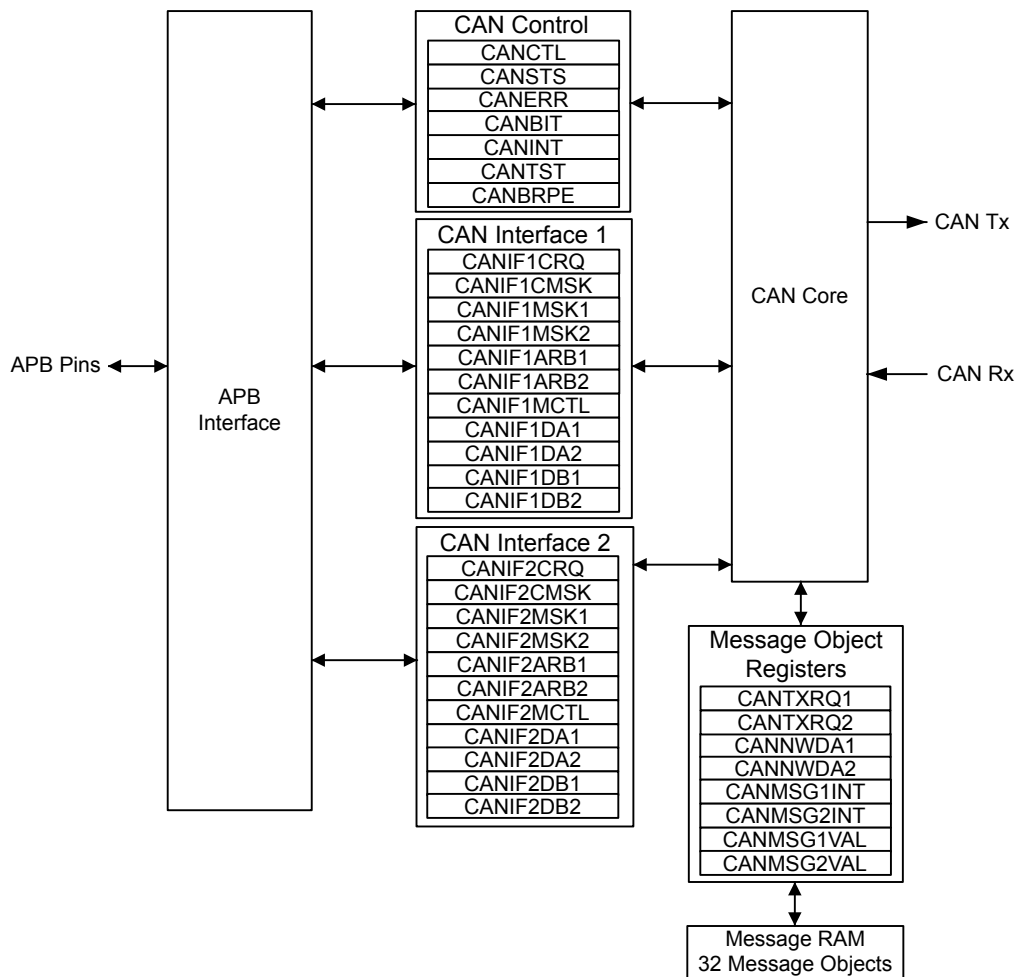 APB Pins
APB
Interface
CAN Control
CANCTL
CANSTS
CANERR
CANBIT
CANINT
CANTST
CANBRPE
CAN Interface 1
CANIF1CRQ
CANIF1CMSK
CANIF1MSK1
CANIF1MSK2
CANIF1ARB1
CANIF1ARB2
CANIF1MCTL
CANIF1DA1
CANIF1DA2
CANIF1DB1
CANIF1DB2
CAN Interface 2
CANIF2CRQ
CANIF2CMSK
CANIF2MSK1
CANIF2MSK2
CANIF2ARB1
CANIF2ARB2
CANIF2MCTL
CANIF2DA1
CANIF2DA2
CANIF2DB1
CANIF2DB2
CAN Core
CAN Tx
CAN Rx
Message Object
Registers
CANTXRQ1
CANTXRQ2
CANNWDA1
CANNWDA2
CANMSG1INT
CANMSG2INT
CANMSG1VAL
CANMSG2VAL
Message RAM
32 Message Objects